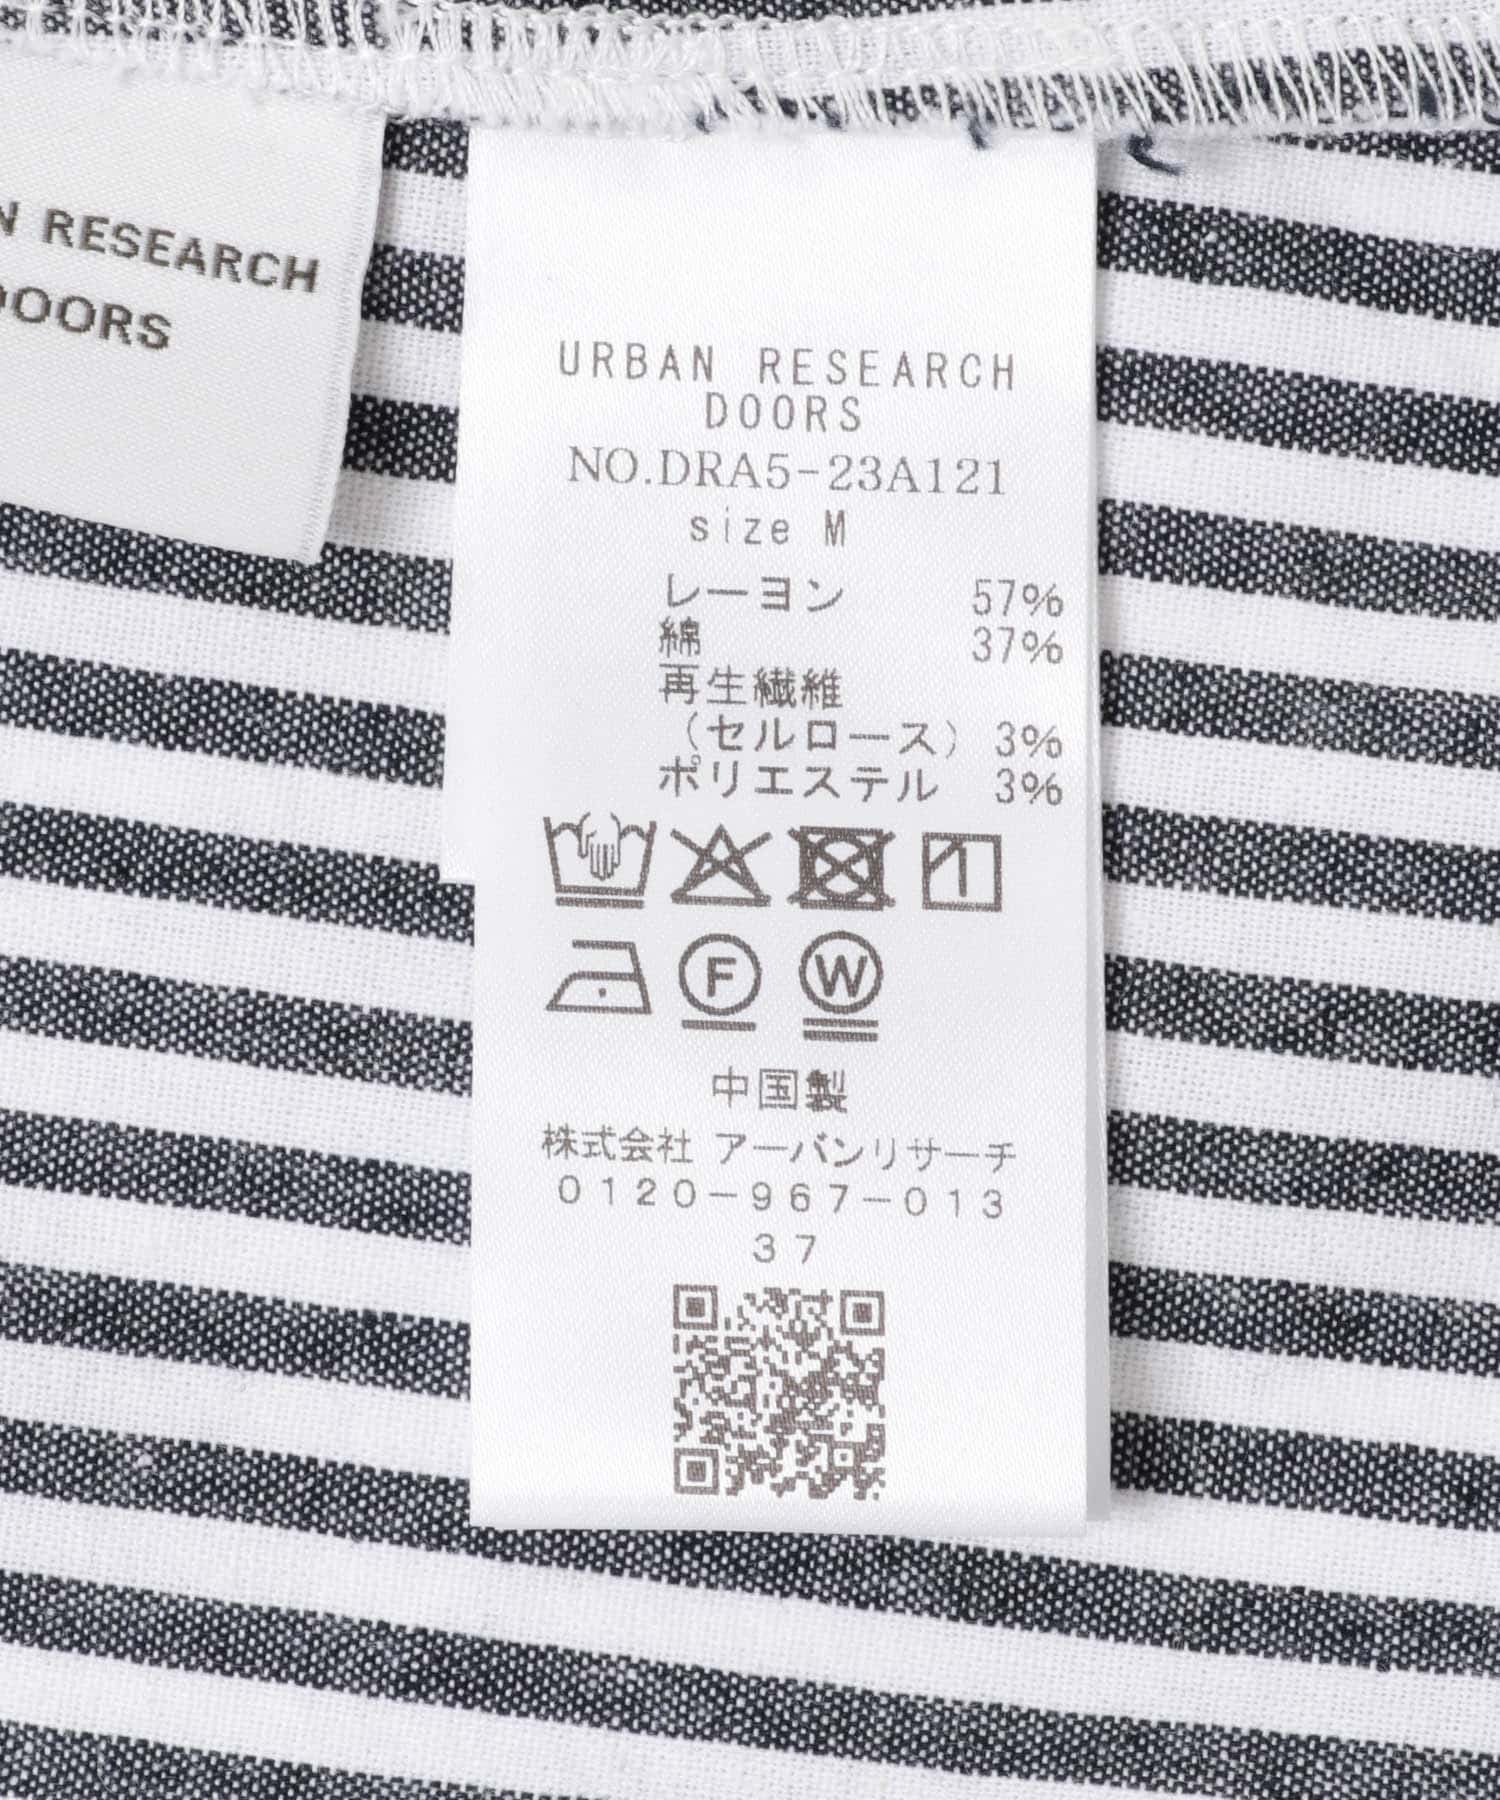 N RESEARCH
DOORS
URBAN RESEARCH
DOORS
NO.DRA5-23A121
size M
レーヨン 57%
綿 37%
再生繊維
(セルロース) 3%
ポリエステル 3%
F W
中国製
株式会社 アーバンリサーチ
0120-967-013
37